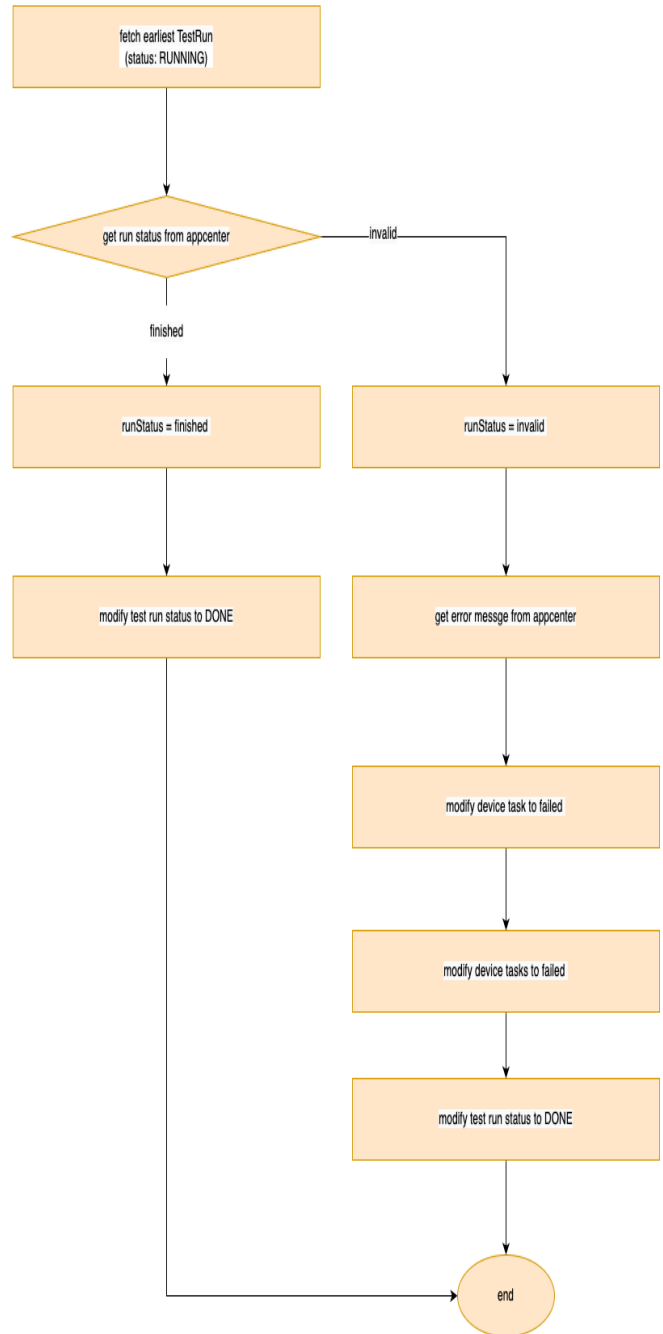 fetch earliest TestRun
(status: RUNNING)
get run status from appcenter
invalid
finished
runStatus = finished
runStatus = invalid
modify test run status to DONE
get error messge from appcenter
modify device task to failed
modify device tasks to failed
modify test run status to DONE
end